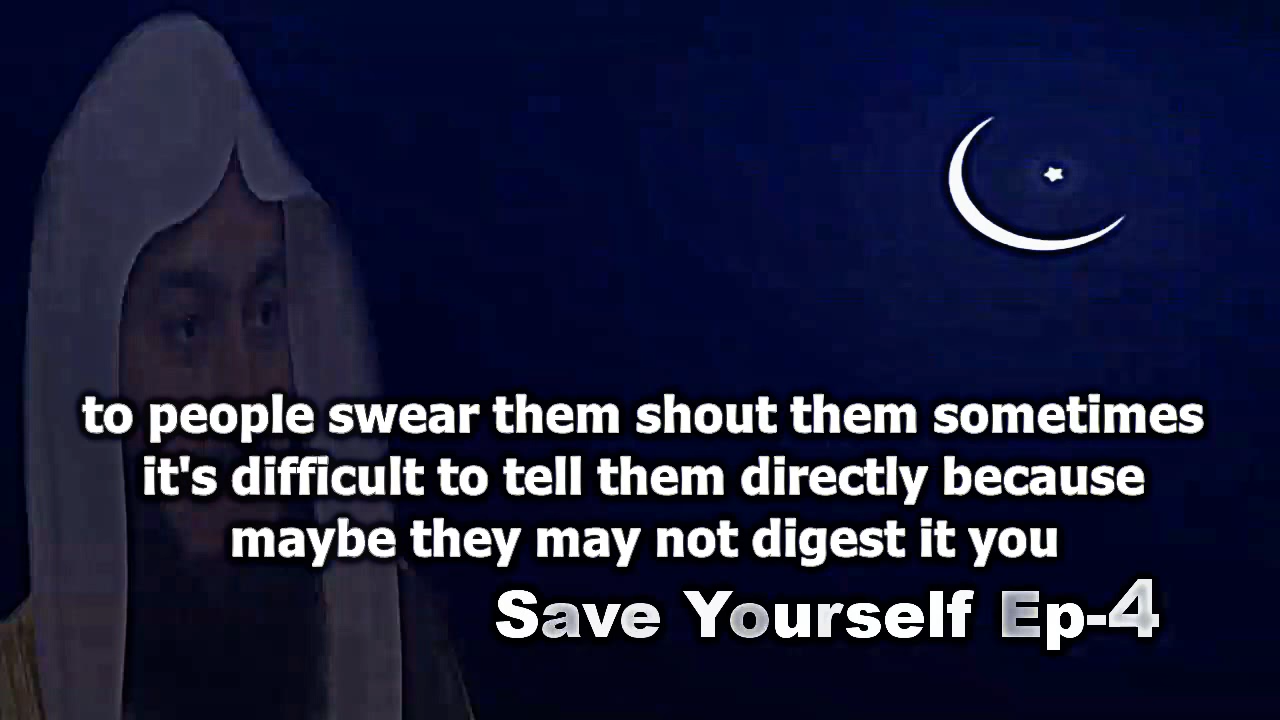 to people swear them shout them sometimes
it's difficult to tell them directly because
maybe they may not digest it you
Save Yourself Ep-4